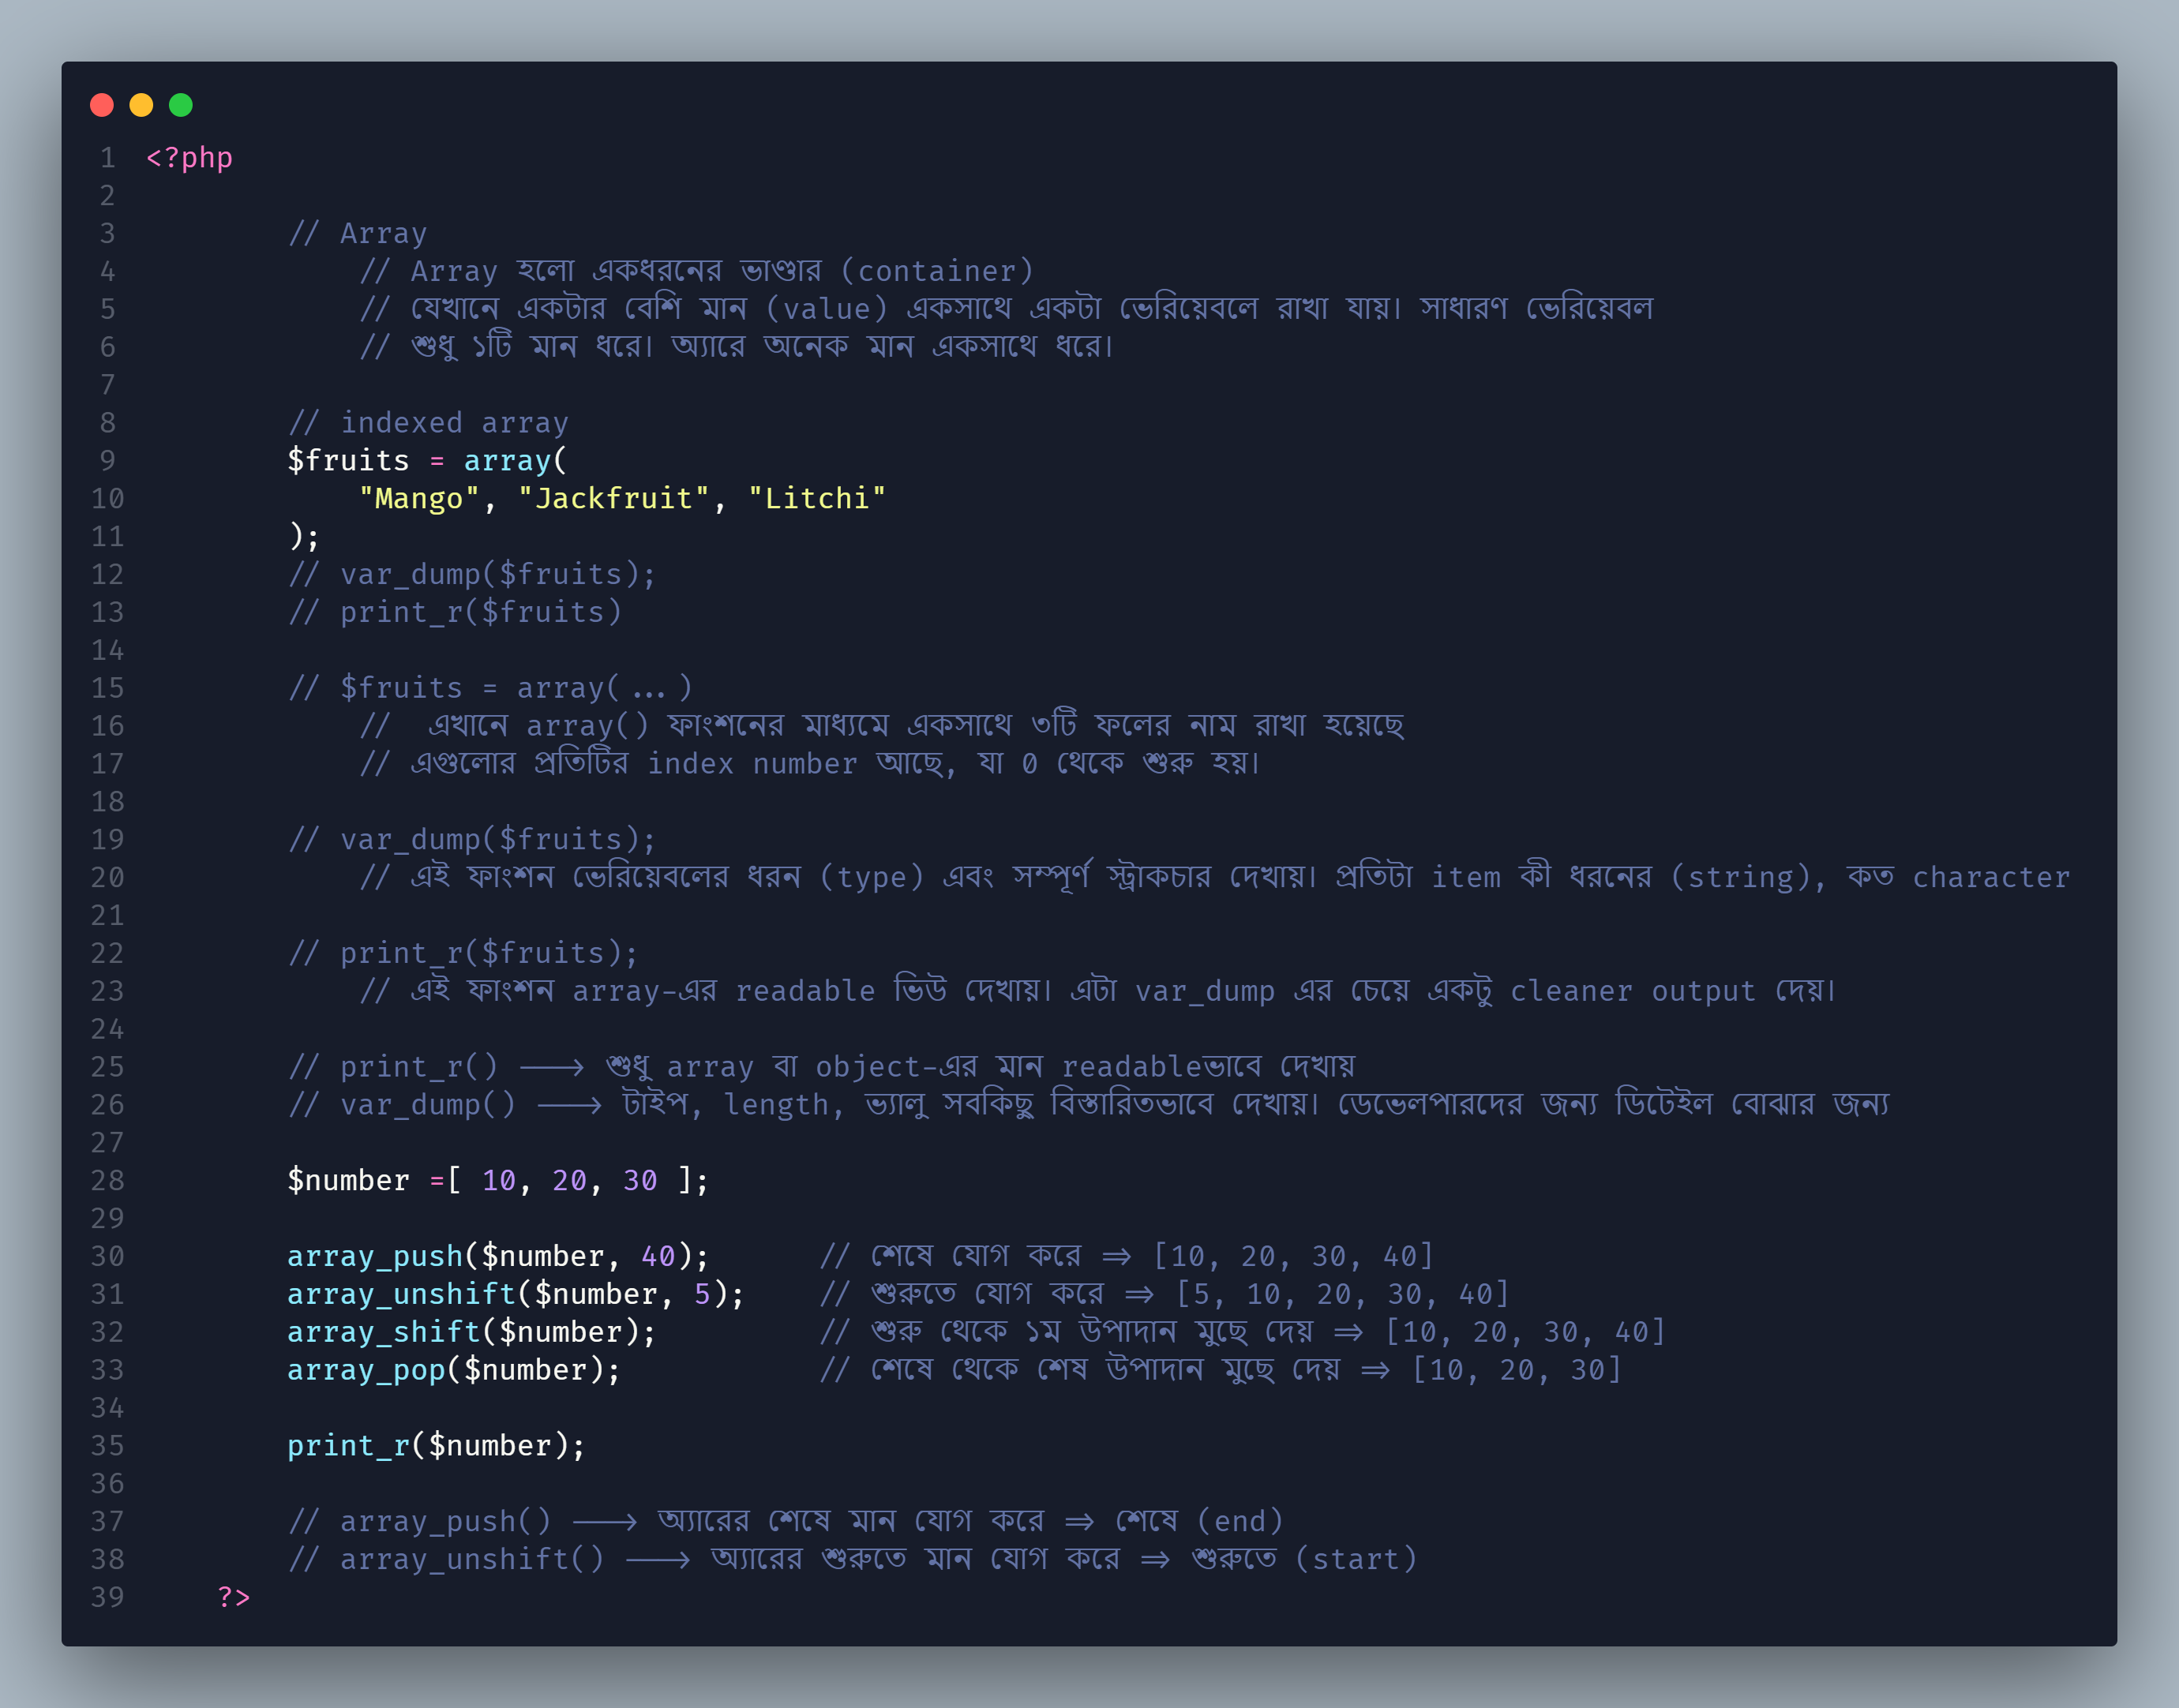 1 <?php
2
3 // Array
4 // Array হলো একধরনের ভাণ্ডার (container)
5 // যেখানে একটার বেশি মান (value) একসাথে একটা ভেরিয়েবলে রাখা যায়। সাধারণ ভেরিয়েবল
6 // শুধু ১টি মান ধরে। অ্যারে অনেক মান একসাথে ধরে।
7
8 // indexed array
9 $fruits = array(
10 "Mango", "Jackfruit", "Litchi"
11 );
12 // var_dump($fruits);
13 // print_r($fruits)
14
15 // $fruits = array(...)
16 //  এখানে array() ফাংশনের মাধ্যমে একসাথে ৩টি ফলের নাম রাখা হয়েছে
17 // এগুলোর প্রতিটির index number আছে, যা 0 থেকে শুরু হয়।
18
19 // var_dump($fruits);
20 // এই ফাংশন ভেরিয়েবলের ধরন (type) এবং সম্পূর্ণ স্ট্রাকচার দেখায়। প্রতিটা item কী ধরনের (string), কত character
21
22 // print_r($fruits);
23 // এই ফাংশন array-এর readable ভিউ দেখায়। এটা var_dump এর চেয়ে একটু cleaner output দেয়।
24
25 // print_r() ---> শুধু array বা object-এর মান readableভাবে দেখায়
26 // var_dump() ---> টাইপ, length, ভ্যালু সবকিছু বিস্তারিতভাবে দেখায়। ডেভেলপারদের জন্য ডিটেইল বোঝার জন্য
27
28 $number =[ 10, 20, 30 ];
29
30 array_push($number, 40); // শেষে যোগ করে => [10, 20, 30, 40]
31 array_unshift($number, 5); // শুরুতে যোগ করে => [5, 10, 20, 30, 40]
32 array_shift($number); // শুরু থেকে ১ম উপাদান মুছে দেয় => [10, 20, 30, 40]
33 array_pop($number); // শেষে থেকে শেষ উপাদান মুছে দেয় => [10, 20, 30]
34
35 print_r($number);
36
37 // array_push() ---> অ্যারের শেষে মান যোগ করে => শেষে (end)
38 // array_unshift() ---> অ্যারের শুরুতে মান যোগ করে => শুরুতে (start)
39 ?>